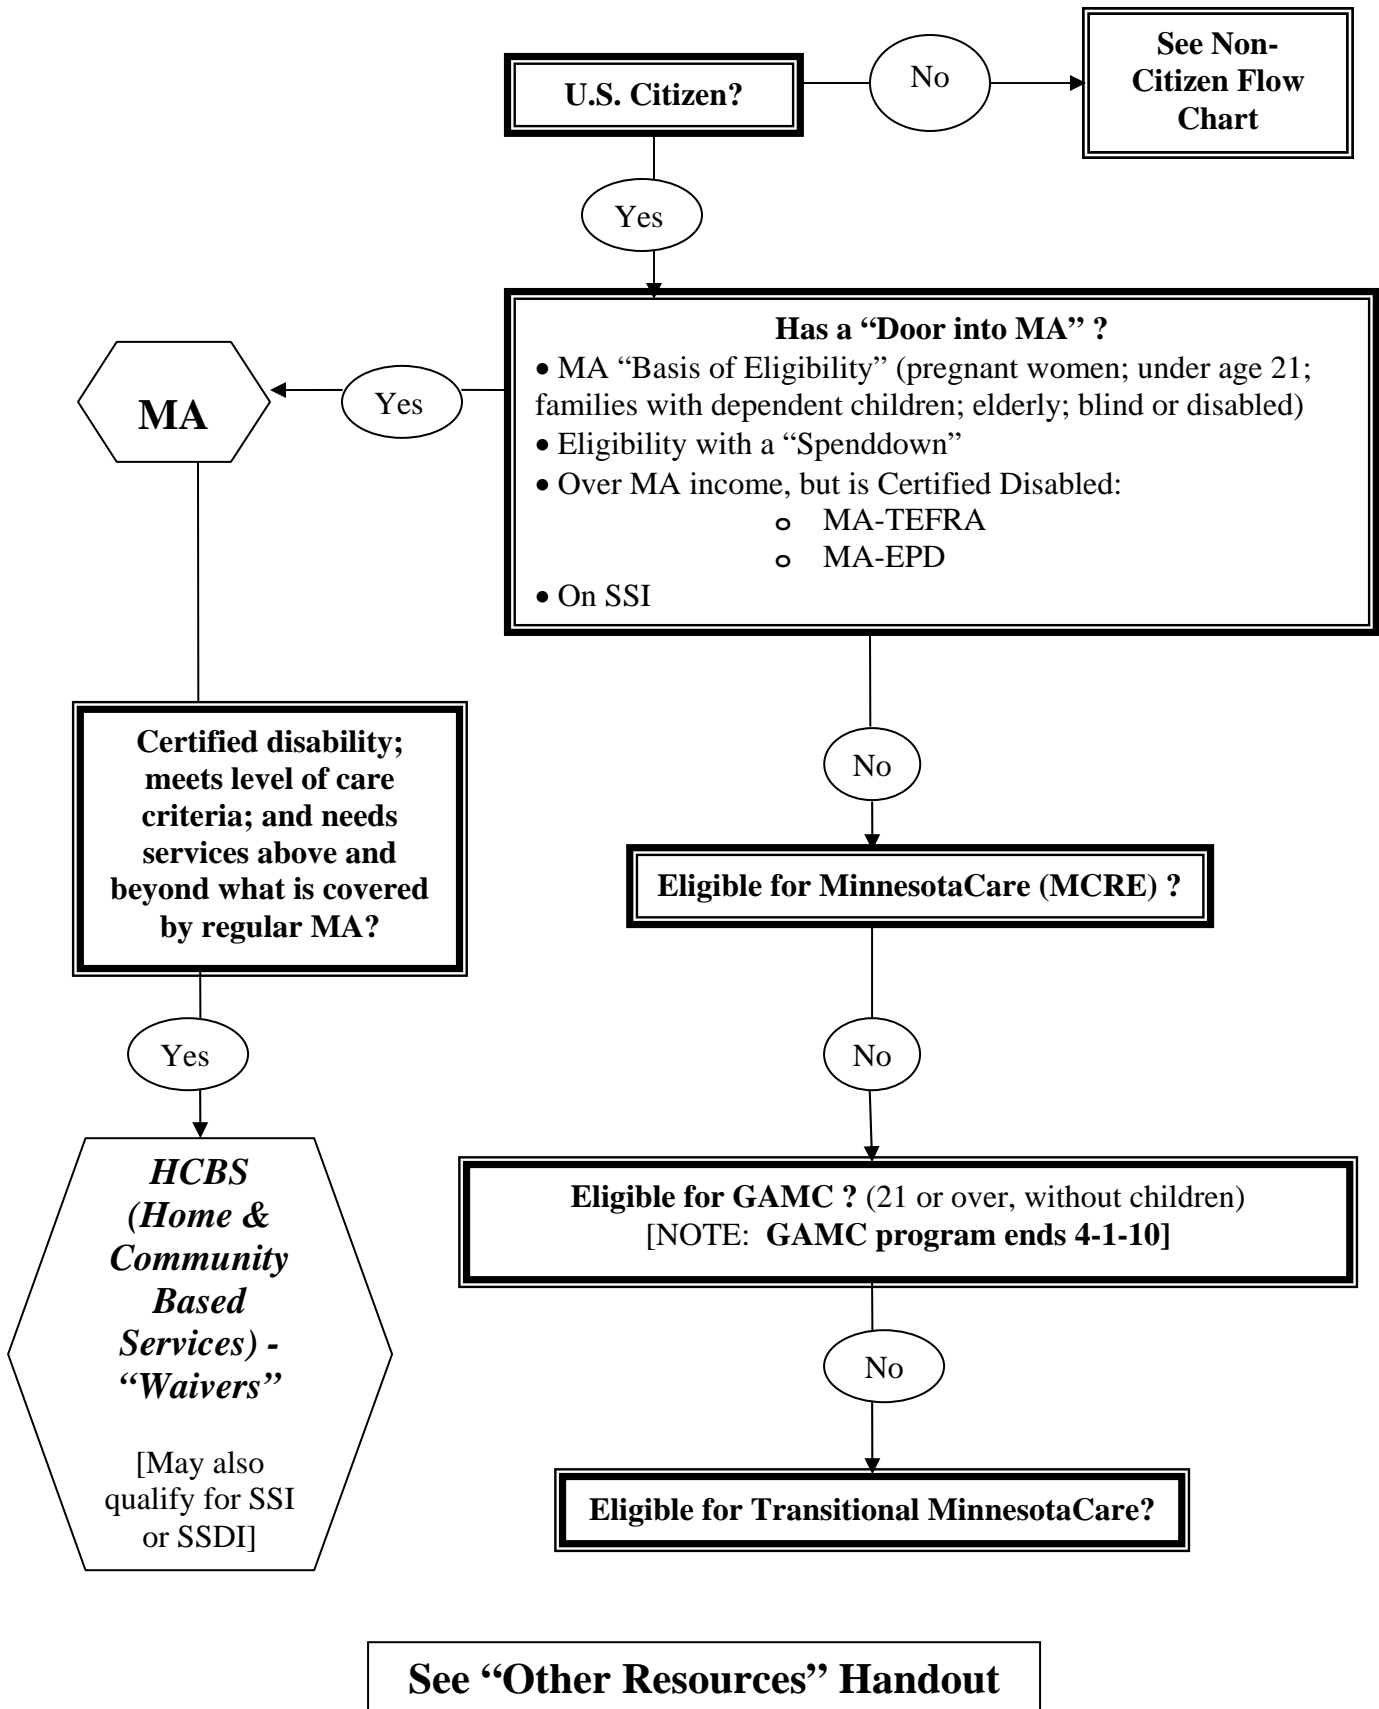 U.S. Citizen?
No
See Non-
Citizen Flow
Chart
Yes
Has a “Door into MA” ?
• MA “Basis of Eligibility” (pregnant women; under age 21;
families with dependent children; elderly; blind or disabled)
• Eligibility with a “Spenddown”
• Over MA income, but is Certified Disabled:
o MA-TEFRA
o MA-EPD
• On SSI
Yes
MA
Certified disability;
meets level of care
criteria; and needs
services above and
beyond what is covered
by regular MA?
Yes
HCBS
(Home &
Community
Based
Services) -
“Waivers”
[May also
qualify for SSI
or SSDI]
No
Eligible for MinnesotaCare (MCRE) ?
No
Eligible for GAMC ? (21 or over, without children)
[NOTE: GAMC program ends 4-1-10]
No
Eligible for Transitional MinnesotaCare?
See “Other Resources” Handout